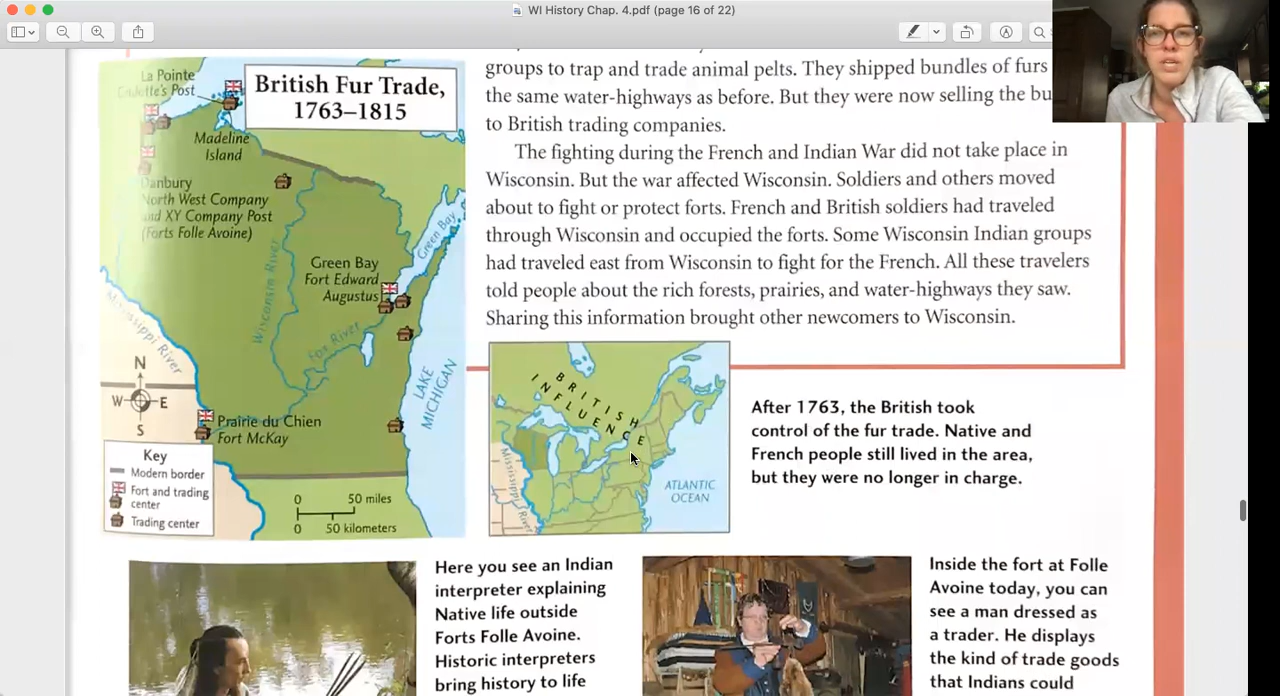 WI History Chap. 4.pdf (page 16 of 22)
British Fur Trade,
1763–1815
La Pointe
Cadotte's Post
Madeline
Island
Danbury
North West Company
and XY Company Post
(Forts Folle Avoine)
Green Bay
Fort Edward
Augustus
Green Bay
Wisconsin River
Fox River
Mississippi River
LAKE
MICHIGAN
N
W E
S
Prairie du Chien
Fort McKay
Key
Modern border
Fort and trading
center
Trading center
0 50 miles
0 50 kilometers
groups to trap and trade animal pelts. They shipped bundles of furs
the same water-highways as before. But they were now selling the bu
to British trading companies.
The fighting during the French and Indian War did not take place in
Wisconsin. But the war affected Wisconsin. Soldiers and others moved
about to fight or protect forts. French and British soldiers had traveled
through Wisconsin and occupied the forts. Some Wisconsin Indian groups
had traveled east from Wisconsin to fight for the French. All these travelers
told people about the rich forests, prairies, and water-highways they saw.
Sharing this information brought other newcomers to Wisconsin.
BRITISH
INFLUENCE
Mississippi River
ATLANTIC
OCEAN
After 1763, the British took
control of the fur trade. Native and
French people still lived in the area,
but they were no longer in charge.
Here you see an Indian
interpreter explaining
Native life outside
Forts Folle Avoine.
Historic interpreters
bring history to life
Inside the fort at Folle
Avoine today, you can
see a man dressed as
a trader. He displays
the kind of trade goods
that Indians could